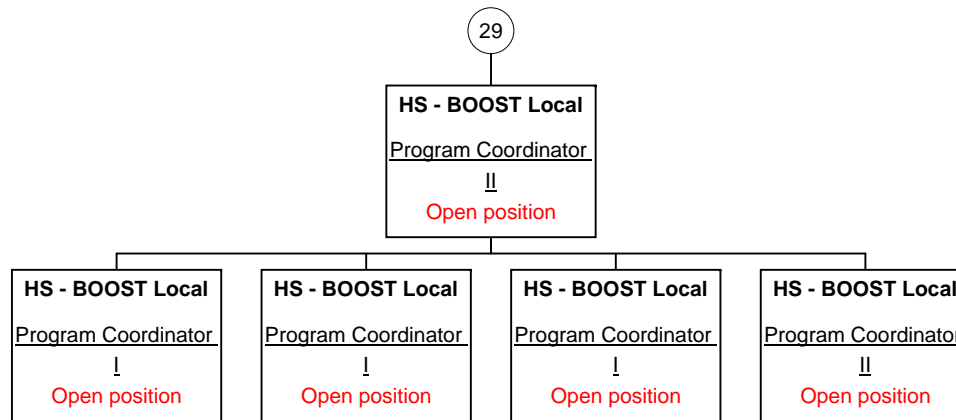 29
HS - BOOST Local
Program Coordinator
II
Open position
HS - BOOST Local
Program Coordinator
I
Open position
HS - BOOST Local
Program Coordinator
I
Open position
HS - BOOST Local
Program Coordinator
I
Open position
HS - BOOST Local
Program Coordinator
II
Open position